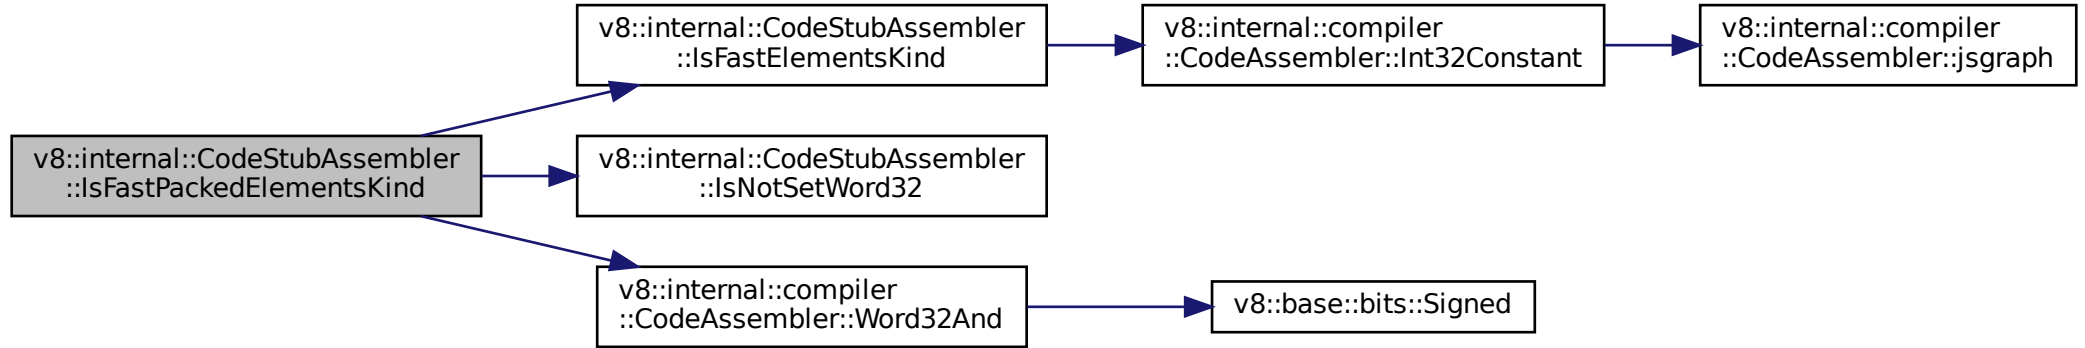 v8::internal::CodeStubAssembler
::IsFastPackedElementsKind
v8::internal::CodeStubAssembler
::IsFastElementsKind
v8::internal::compiler
::CodeAssembler::Int32Constant
v8::internal::compiler
::CodeAssembler::jsgraph
v8::internal::CodeStubAssembler
::IsNotSetWord32
v8::internal::compiler
::CodeAssembler::Word32And
v8::base::bits::Signed